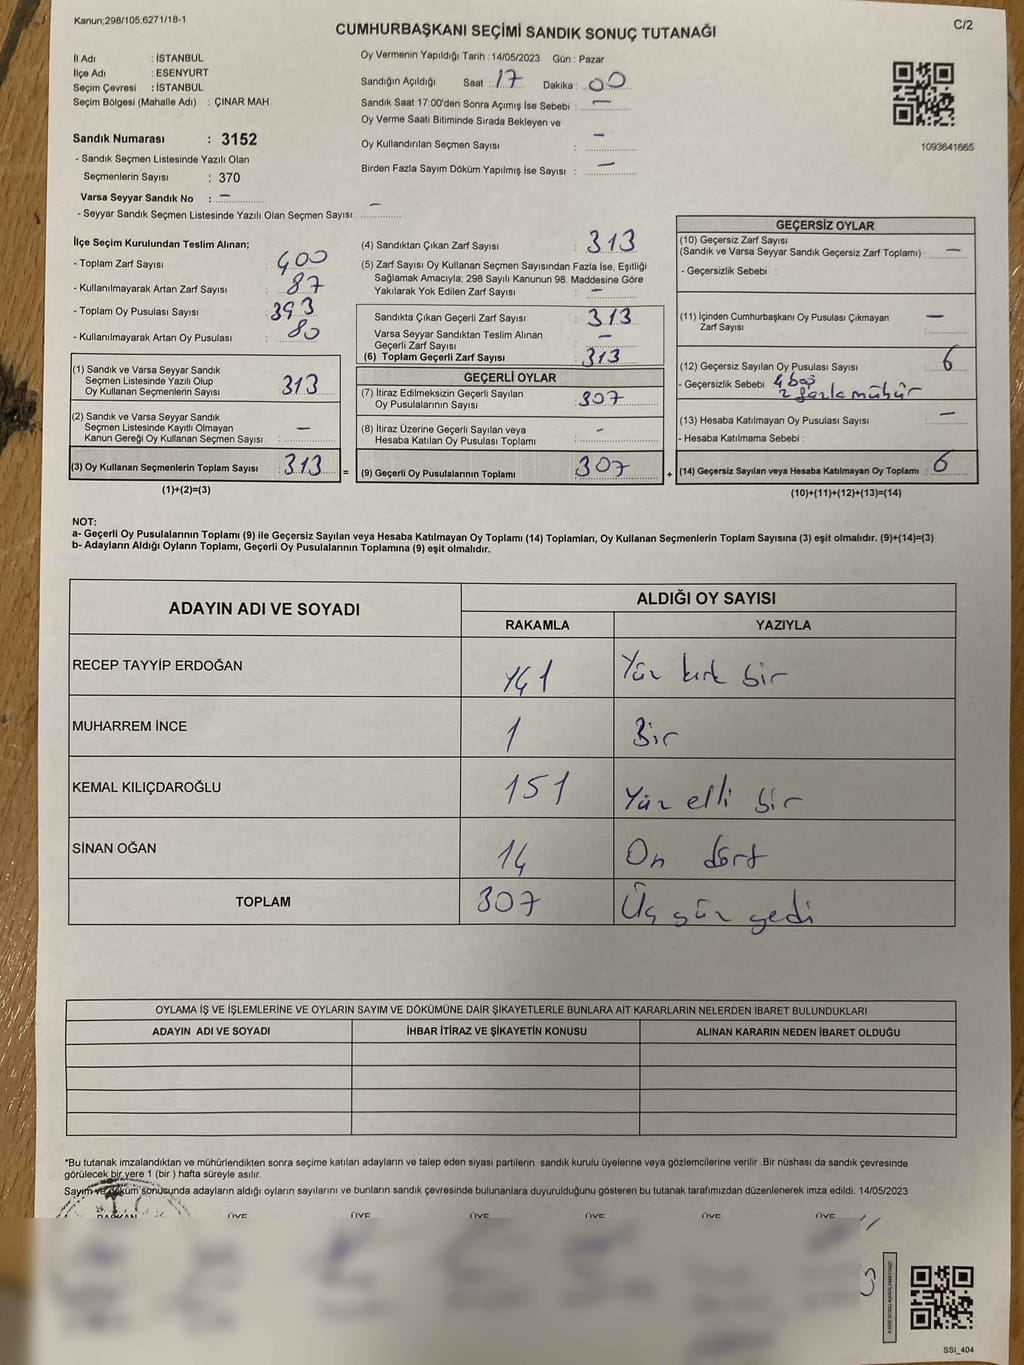 Kanun;298/105,6271/18-1
C/2
CUMHURBAŞKANI SEÇİMİ SANDIK SONUÇ TUTANAĞI
İl Adı : İSTANBUL
İlçe Adı : ESENYURT
Seçim Çevresi : İSTANBUL
Seçim Bölgesi (Mahalle Adı) : ÇINAR MAH.
Sandık Numarası : 3152
- Sandık Seçmen Listesinde Yazılı Olan
Seçmenlerin Sayısı : 370
Varsa Seyyar Sandık No : -
- Seyyar Sandık Seçmen Listesinde Yazılı Olan Seçmen Sayısı: -
Oy Vermenin Yapıldığı Tarih :14/05/2023 Gün : Pazar
Sandığın Açıldığı Saat : 17 Dakika : 00
Sandık Saat 17:00'den Sonra Açımış İse Sebebi : -
Oy Verme Saati Bitiminde Sırada Bekleyen ve
Oy Kullandırılan Seçmen Sayısı : -
Birden Fazla Sayım Döküm Yapılmış İse Sayısı : -
1093641665
İlçe Seçim Kurulundan Teslim Alınan;
- Toplam Zarf Sayısı : 400
- Kullanılmayarak Artan Zarf Sayısı : 87
- Toplam Oy Pusulası Sayısı : 393
- Kullanılmayarak Artan Oy Pusulası : 80
(1) Sandık ve Varsa Seyyar Sandık
Seçmen Listesinde Yazılı Olup
Oy Kullanan Seçmenlerin Sayısı : 313
(2) Sandık ve Varsa Seyyar Sandık
Seçmen Listesinde Kayıtlı Olmayan
Kanun Gereği Oy Kullanan Seçmen Sayısı : -
(3) Oy Kullanan Seçmenlerin Toplam Sayısı : 313 =
(1)+(2)=(3)
(4) Sandıktan Çıkan Zarf Sayısı : 313
(5) Zarf Sayısı Oy Kullanan Seçmen Sayısından Fazla İse, Eşitliği
Sağlamak Amacıyla; 298 Sayılı Kanunun 98. Maddesine Göre
Yakılarak Yok Edilen Zarf Sayısı : -
Sandıkta Çıkan Geçerli Zarf Sayısı : 313
Varsa Seyyar Sandıktan Teslim Alınan
Geçerli Zarf Sayısı : -
(6) Toplam Geçerli Zarf Sayısı : 313
GEÇERLİ OYLAR
(7) İtiraz Edilmeksizin Geçerli Sayılan
Oy Pusulalarının Sayısı : 307
(8) İtiraz Üzerine Geçerli Sayılan veya
Hesaba Katılan Oy Pusulası Toplamı : -
(9) Geçerli Oy Pusulalarının Toplamı : 307 +
GEÇERSİZ OYLAR
(10) Geçersiz Zarf Sayısı
(Sandık ve Varsa Seyyar Sandık Geçersiz Zarf Toplamı) : -
- Geçersizlik Sebebi :
(11) İçinden Cumhurbaşkanı Oy Pusulası Çıkmayan
Zarf Sayısı : -
(12) Geçersiz Sayılan Oy Pusulası Sayısı : 6
- Geçersizlik Sebebi : 4 boş
2 fazla mühür
(13) Hesaba Katılmayan Oy Pusulası Sayısı : -
- Hesaba Katılmama Sebebi :
(14) Geçersiz Sayılan veya Hesaba Katılmayan Oy Toplamı : 6
(10)+(11)+(12)+(13)=(14)
NOT:
a- Geçerli Oy Pusulalarının Toplamı (9) ile Geçersiz Sayılan veya Hesaba Katılmayan Oy Toplamı (14) Toplamları, Oy Kullanan Seçmenlerin Toplam Sayısına (3) eşit olmalıdır. (9)+(14)=(3)
b- Adayların Aldığı Oyların Toplamı, Geçerli Oy Pusulalarının Toplamına (9) eşit olmalıdır.
ADAYIN ADI VE SOYADI ALDIĞI OY SAYISI
RAKAMLA YAZIYLA
RECEP TAYYİP ERDOĞAN 141 Yüz kırk bir
MUHARREM İNCE 1 Bir
KEMAL KILIÇDAROĞLU 151 Yüz elli bir
SİNAN OĞAN 14 On dört
TOPLAM 307 Üç yüz yedi
OYLAMA İŞ VE İŞLEMLERİNE VE OYLARIN SAYIM VE DÖKÜMÜNE DAİR ŞİKAYETLERLE BUNLARA AİT KARARLARIN NELERDEN İBARET BULUNDUKLARI
ADAYIN ADI VE SOYADI İHBAR İTİRAZ VE ŞİKAYETİN KONUSU ALINAN KARARIN NEDEN İBARET OLDUĞU
*Bu tutanak imzalandıktan ve mühürlendikten sonra seçime katılan adayların ve talep eden siyasi partilerin sandık kurulu üyelerine veya gözlemcilerine verilir .Bir nüshası da sandık çevresinde
görülecek bir yere 1 (bir ) hafta süreyle asılır.
Sayım ve döküm sonucunda adayların aldığı oyların sayılarını ve bunların sandık çevresinde bulunanlara duyurulduğunu gösteren bu tutanak tarafımızdan düzenlenerek imza edildi. 14/05/2023
BAŞKAN ÜYE ÜYE ÜYE ÜYE ÜYE ÜYE
SSI_404